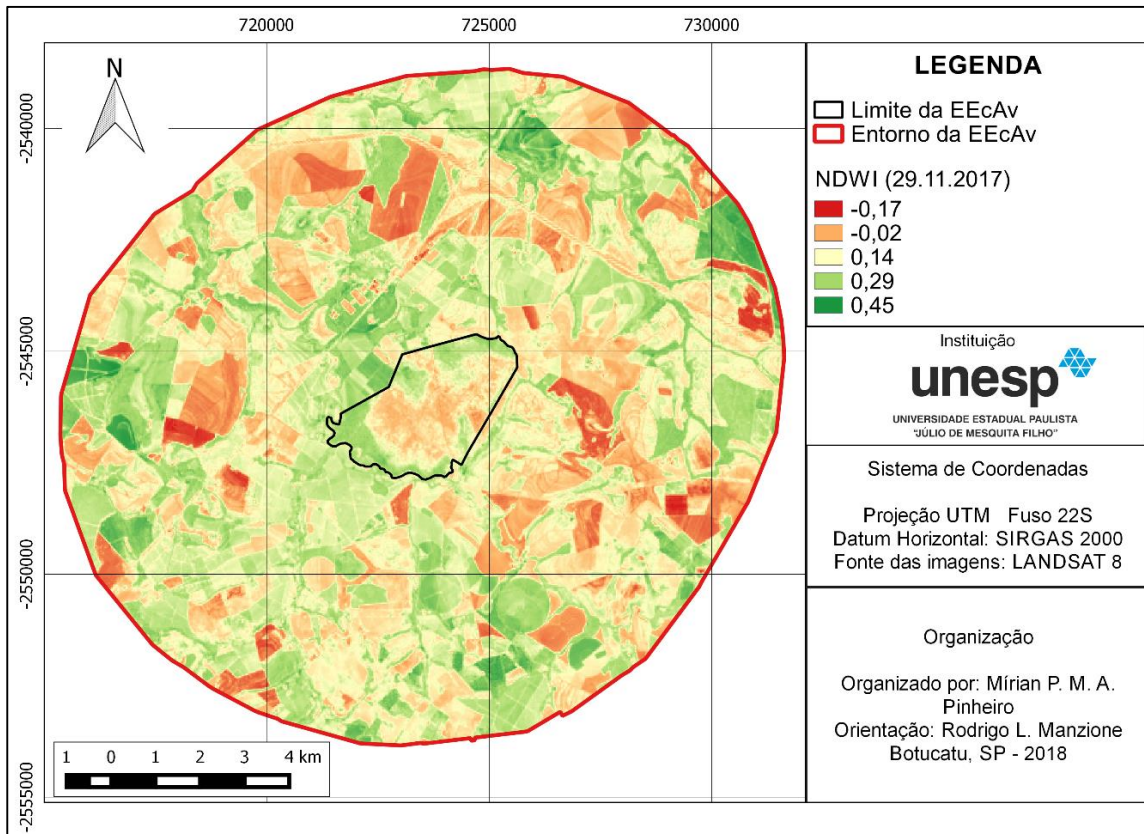 720000
725000
730000
N
-2540000
-2545000
-2550000
-2555000
1 0 1 2 3 4 km
LEGENDA
Limite da EEcAv
Entorno da EEcAv
NDWI (29.11.2017)
-0,17
-0,02
0,14
0,29
0,45
Instituição
unesp
UNIVERSIDADE ESTADUAL PAULISTA
"JÚLIO DE MESQUITA FILHO"
Sistema de Coordenadas
Projeção UTM Fuso 22S
Datum Horizontal: SIRGAS 2000
Fonte das imagens: LANDSAT 8
Organização
Organizado por: Mírian P. M. A.
Pinheiro
Orientação: Rodrigo L. Manzione
Botucatu, SP - 2018